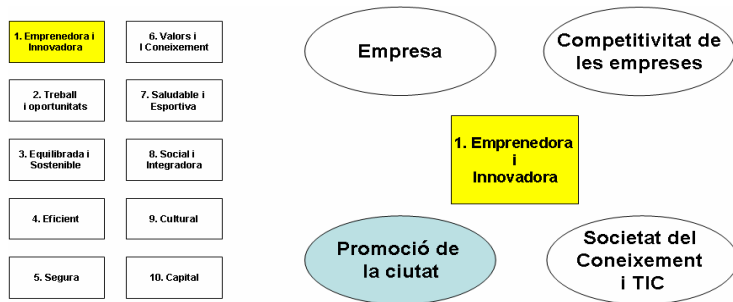 1. Emprenedora i
Innovadora
6. Valors i
l Coneixement
2. Treball
i oportunitats
7. Saludable i
Esportiva
3. Equilibrada i
Sostenible
8. Social i
Integradora
4. Eficient
9. Cultural
5. Segura
10. Capital
Empresa
Competitivitat de
les empreses
1. Emprenedora
i
Innovadora
Promoció de
la ciutat
Societat del
Coneixement
i TIC